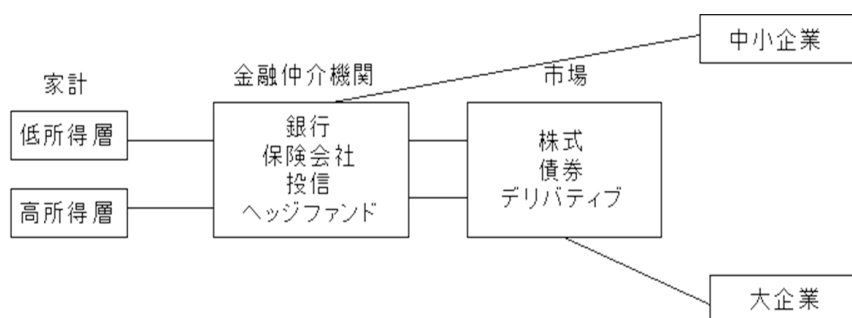 中小企業
家計
金融仲介機関
市場
低所得層
高所得層
銀行
保険会社
投信
ヘッジファンド
株式
債券
デリバティブ
大企業